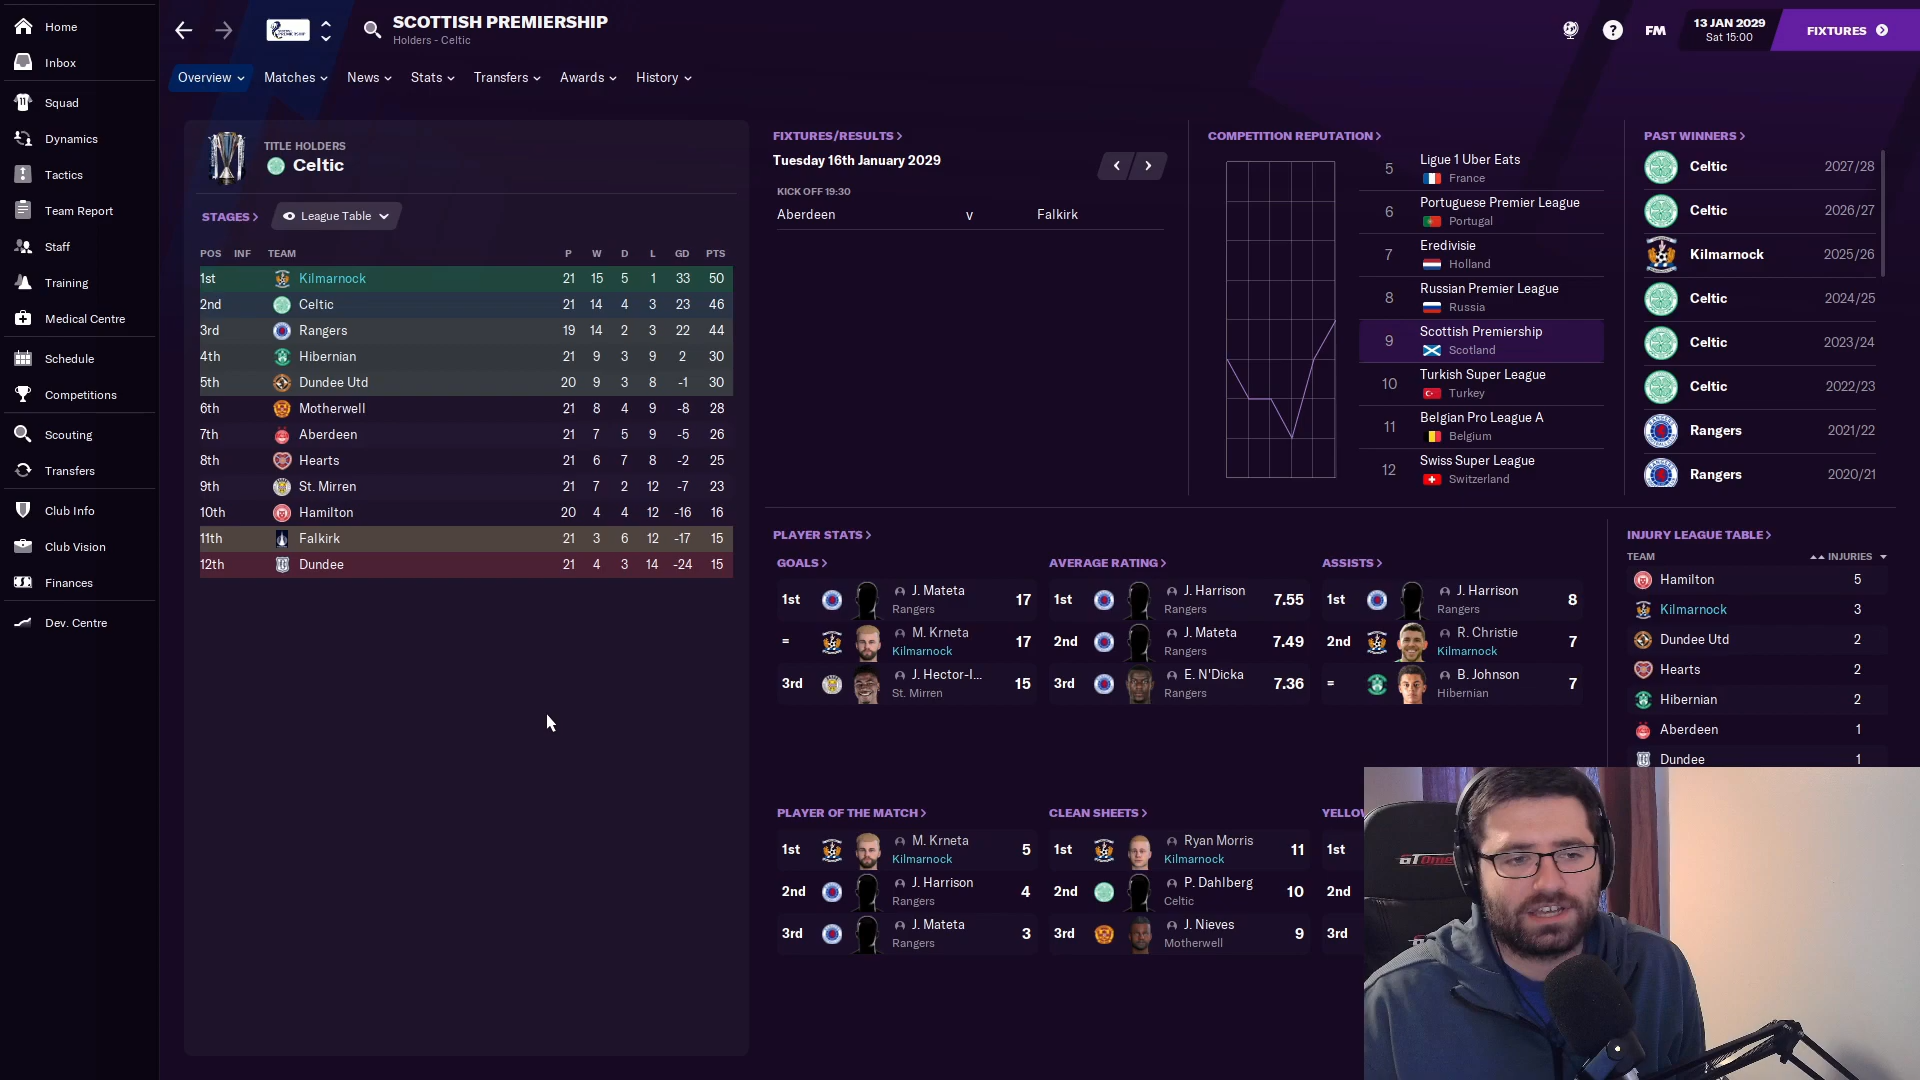 Home
Inbox
Squad
Dynamics
Tactics
Team Report
Staff
Training
Medical Centre
Schedule
Competitions
Scouting
Transfers
Club Info
Club Vision
Finances
Dev. Centre
SCOTTISH PREMIERSHIP
Holders - Celtic
FM
13 JAN 2029
Sat 15:00
FIXTURES
Overview Matches News Stats Transfers Awards History
TITLE HOLDERS
Celtic
STAGES League Table
POS INF TEAM P W D L GD PTS
1st Kilmarnock 21 15 5 1 33 50
2nd Celtic 21 14 4 3 23 46
3rd Rangers 19 14 2 3 22 44
4th Hibernian 21 9 3 9 2 30
5th Dundee Utd 20 9 3 8 -1 30
6th Motherwell 21 8 4 9 -8 28
7th Aberdeen 21 7 5 9 -5 26
8th Hearts 21 6 7 8 -2 25
9th St. Mirren 21 7 2 12 -7 23
10th Hamilton 20 4 4 12 -16 16
11th Falkirk 21 3 6 12 -17 15
12th Dundee 21 4 3 14 -24 15
FIXTURES/RESULTS
Tuesday 16th January 2029
KICK OFF 19:30
Aberdeen v Falkirk
COMPETITION REPUTATION
5 Ligue 1 Uber Eats
France
6 Portuguese Premier League
Portugal
7 Eredivisie
Holland
8 Russian Premier League
Russia
9 Scottish Premiership
Scotland
10 Turkish Super League
Turkey
11 Belgian Pro League A
Belgium
12 Swiss Super League
Switzerland
PAST WINNERS
Celtic 2027/28
Celtic 2026/27
Kilmarnock 2025/26
Celtic 2024/25
Celtic 2023/24
Celtic 2022/23
Rangers 2021/22
Rangers 2020/21
PLAYER STATS
GOALS
1st J. Mateta 17
Rangers
= M. Krneta 17
Kilmarnock
3rd J. Hector-I... 15
St. Mirren
AVERAGE RATING
1st J. Harrison 7.55
Rangers
2nd J. Mateta 7.49
Rangers
3rd E. N'Dicka 7.36
Rangers
ASSISTS
1st J. Harrison 8
Rangers
2nd R. Christie 7
Kilmarnock
= B. Johnson 7
Hibernian
INJURY LEAGUE TABLE
TEAM INJURIES
Hamilton 5
Kilmarnock 3
Dundee Utd 2
Hearts 2
Hibernian 2
Aberdeen 1
Dundee 1
PLAYER OF THE MATCH
1st M. Krneta 5
Kilmarnock
2nd J. Harrison 4
Rangers
3rd J. Mateta 3
Rangers
CLEAN SHEETS
1st Ryan Morris 11
Kilmarnock
2nd P. Dahlberg 10
Celtic
3rd J. Nieves 9
Motherwell
YELLOW
1st
2nd
3rd